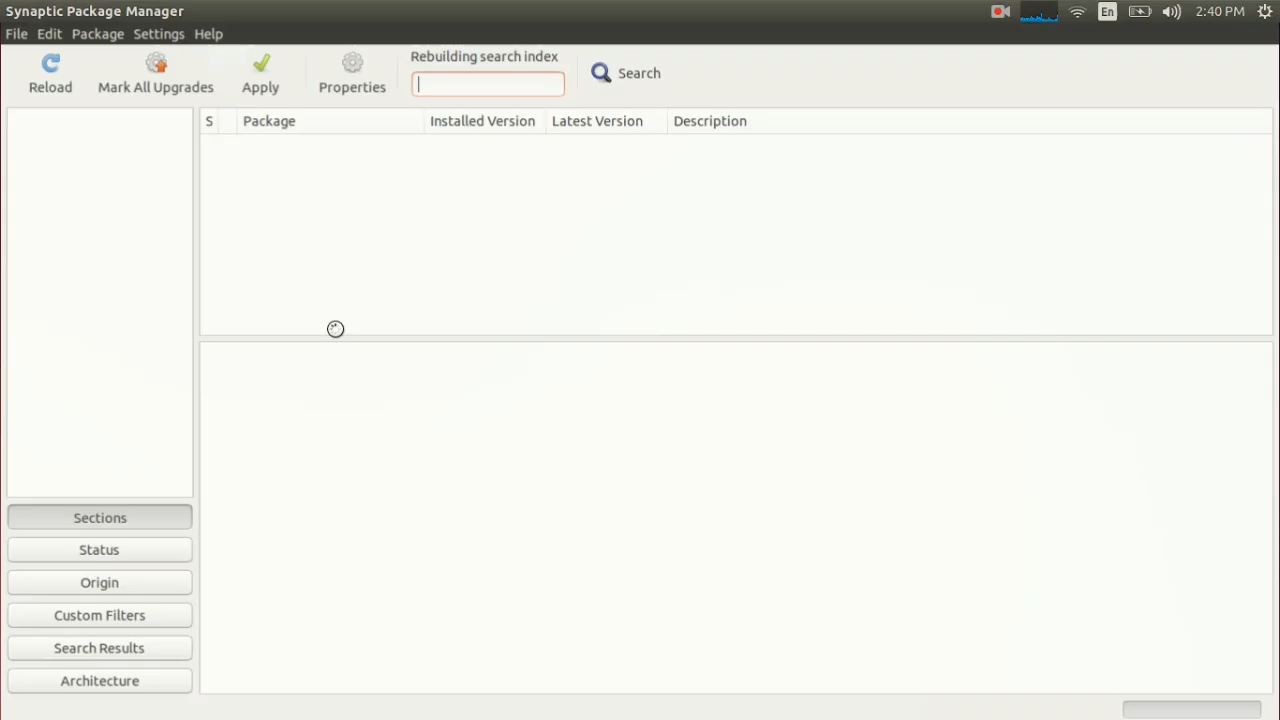 Synaptic Package Manager
En
2:40 PM
File Edit Package Settings Help
Reload
Mark All Upgrades
Apply
Properties
Rebuilding search index
Search
S Package Installed Version Latest Version Description
Sections
Status
Origin
Custom Filters
Search Results
Architecture